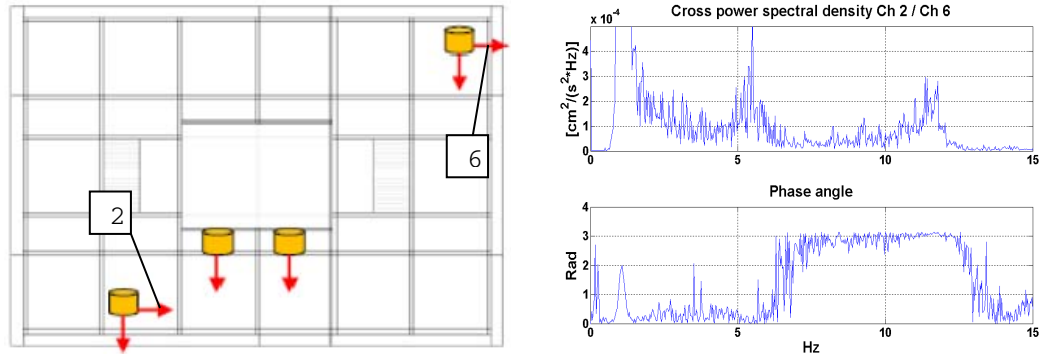 6
2
Cross power spectral density Ch 2 / Ch 6
x 10⁻⁴
[cm^2/(s^2*Hz)]
5
4
3
2
1
0
0 5 10 15
Phase angle
Rad
4
3
2
1
0
0 5 10 15
Hz